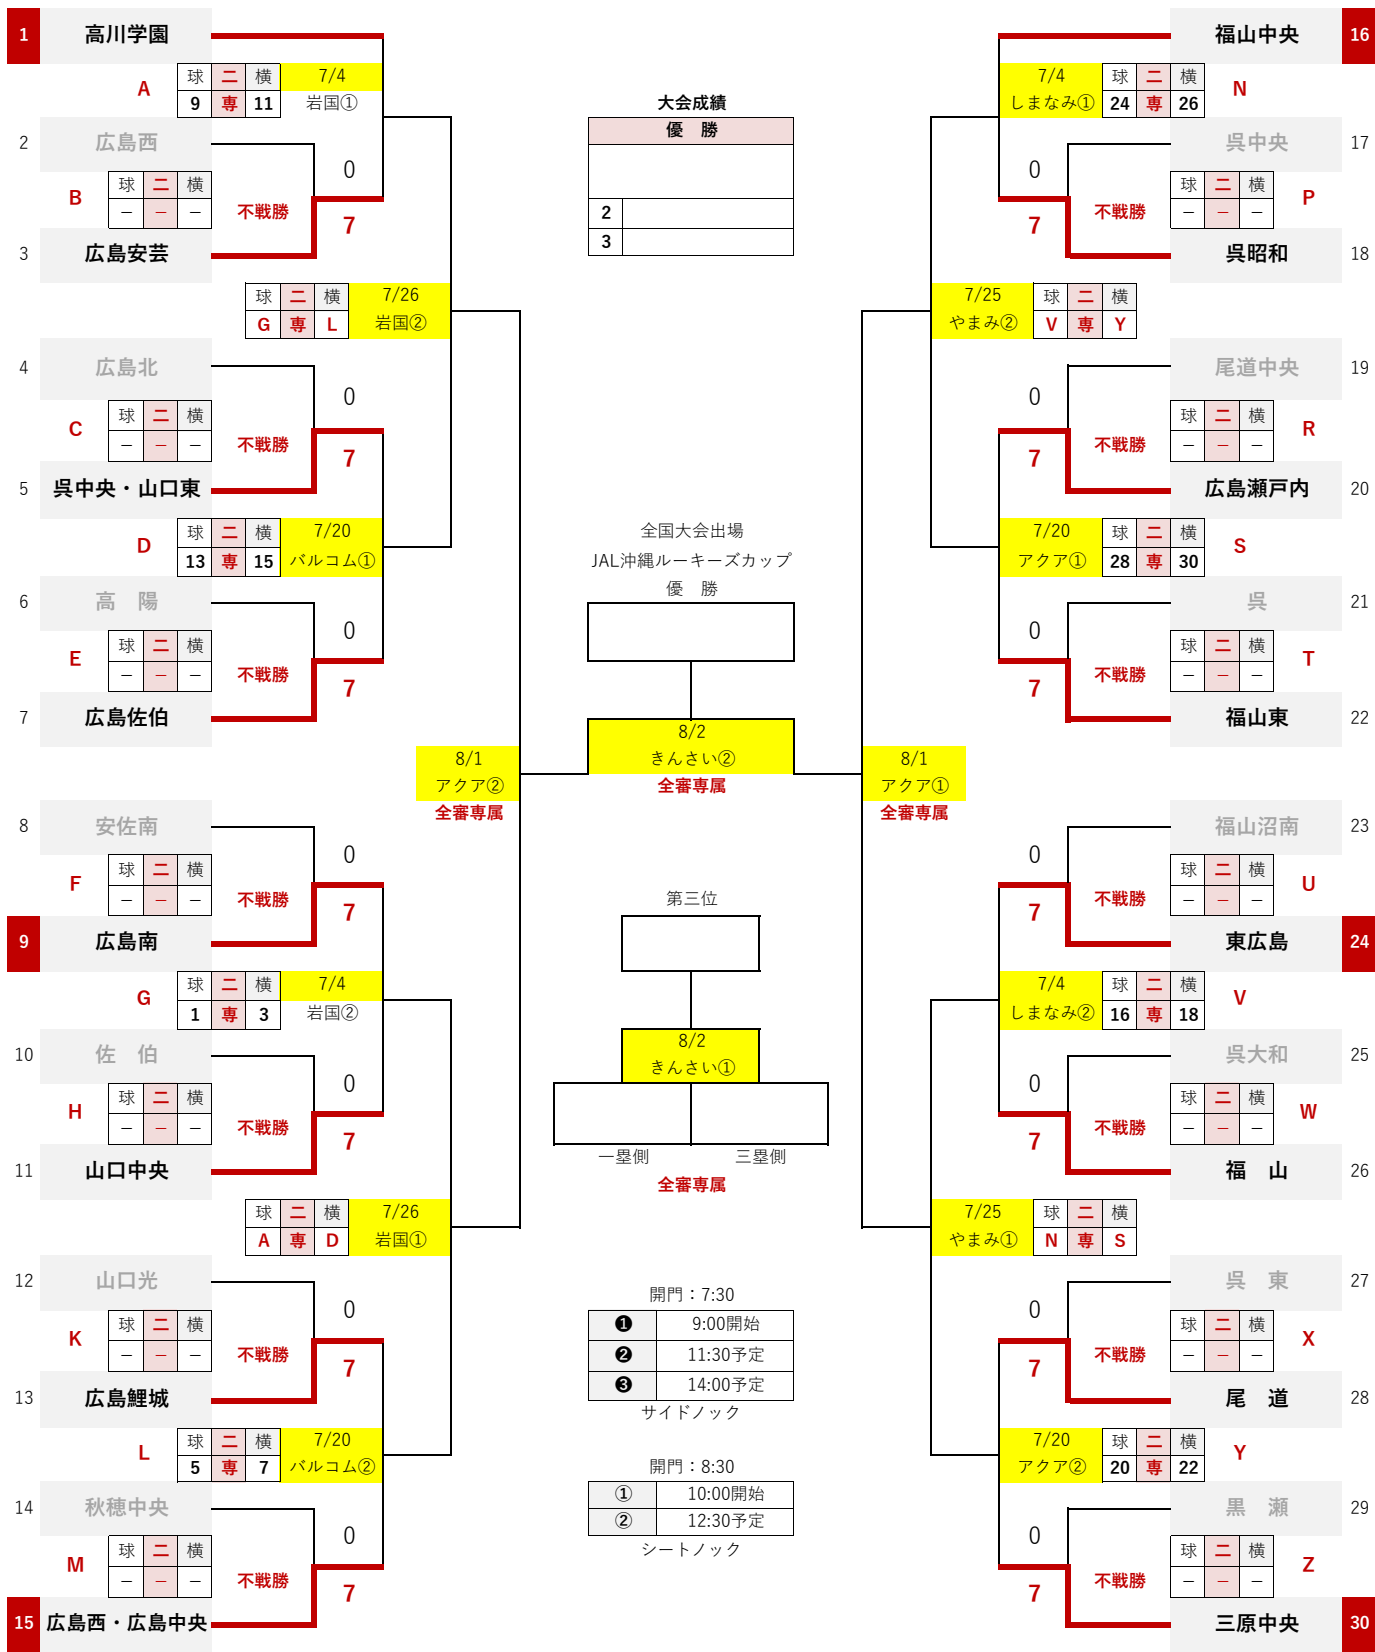 1 高川学園
A 球 二 横 7/4
9 専 11 岩国①
2 広島西
0
B 球 二 横
－ － － 不戦勝
7
3 広島安芸
球 二 横 7/26
G 専 L 岩国②
4 広島北
0
C 球 二 横
－ － － 不戦勝
7
5 呉中央・山口東
D 球 二 横 7/20
13 専 15 バルコム①
6 高　陽
0
E 球 二 横
－ － － 不戦勝
7
7 広島佐伯
8/1
アクア②
全審専属
8 安佐南
0
F 球 二 横
－ － － 不戦勝
7
9 広島南
G 球 二 横 7/4
1 専 3 岩国②
10 佐　伯
0
H 球 二 横
－ － － 不戦勝
7
11 山口中央
球 二 横 7/26
A 専 D 岩国①
12 山口光
0
K 球 二 横
－ － － 不戦勝
7
13 広島鯉城
L 球 二 横 7/20
5 専 7 バルコム②
14 秋穂中央
0
M 球 二 横
－ － － 不戦勝
7
15 広島西・広島中央
大会成績
優　勝
2
3
全国大会出場
JAL沖縄ルーキーズカップ
優　勝
8/2
きんさい②
全審専属
第三位
8/2
きんさい①
一塁側 三塁側
全審専属
開門：7:30
❶ 9:00開始
❷ 11:30予定
❸ 14:00予定
サイドノック
開門：8:30
① 10:00開始
② 12:30予定
シートノック
福山中央 16
7/4 球 二 横 N
しまなみ① 24 専 26
呉中央 17
0
球 二 横 P
不戦勝 － － －
7
呉昭和 18
7/25 球 二 横
やまみ② V 専 Y
尾道中央 19
0
球 二 横 R
不戦勝 － － －
7
広島瀬戸内 20
7/20 球 二 横 S
アクア① 28 専 30
呉 21
0
球 二 横 T
不戦勝 － － －
7
福山東 22
8/1
アクア①
全審専属
福山沼南 23
0
球 二 横 U
不戦勝 － － －
7
東広島 24
7/4 球 二 横 V
しまなみ② 16 専 18
呉大和 25
0
球 二 横 W
不戦勝 － － －
7
福　山 26
7/25 球 二 横
やまみ① N 専 S
呉　東 27
0
球 二 横 X
不戦勝 － － －
7
尾　道 28
7/20 球 二 横 Y
アクア② 20 専 22
黒　瀬 29
0
球 二 横 Z
不戦勝 － － －
7
三原中央 30